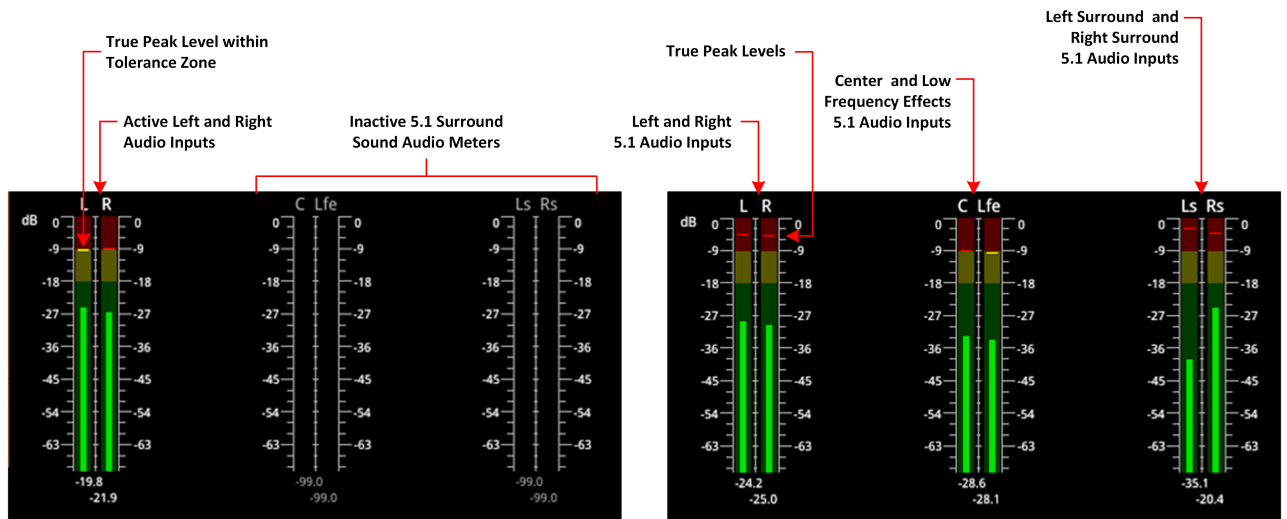 True Peak Level within
Tolerance Zone
Active Left and Right
Audio Inputs
Inactive 5.1 Surround
Sound Audio Meters
Left and Right
5.1 Audio Inputs
True Peak Levels
Center and Low
Frequency Effects
5.1 Audio Inputs
Left Surround and
Right Surround
5.1 Audio Inputs
L R C Lfe Ls Rs
dB 0 0 0 0 0 0
-9 -9 -9 -9 -9 -9
-18 -18 -18 -18 -18 -18
-27 -27 -27 -27 -27 -27
-36 -36 -36 -36 -36 -36
-45 -45 -45 -45 -45 -45
-54 -54 -54 -54 -54 -54
-63 -63 -63 -63 -63 -63
-19.8 -99.0 -99.0
-21.9 -99.0 -99.0
L R C Lfe Ls Rs
dB 0 0 0 0 0 0
-9 -9 -9 -9 -9 -9
-18 -18 -18 -18 -18 -18
-27 -27 -27 -27 -27 -27
-36 -36 -36 -36 -36 -36
-45 -45 -45 -45 -45 -45
-54 -54 -54 -54 -54 -54
-63 -63 -63 -63 -63 -63
-24.2 -28.6 -35.1
-25.0 -28.1 -20.4